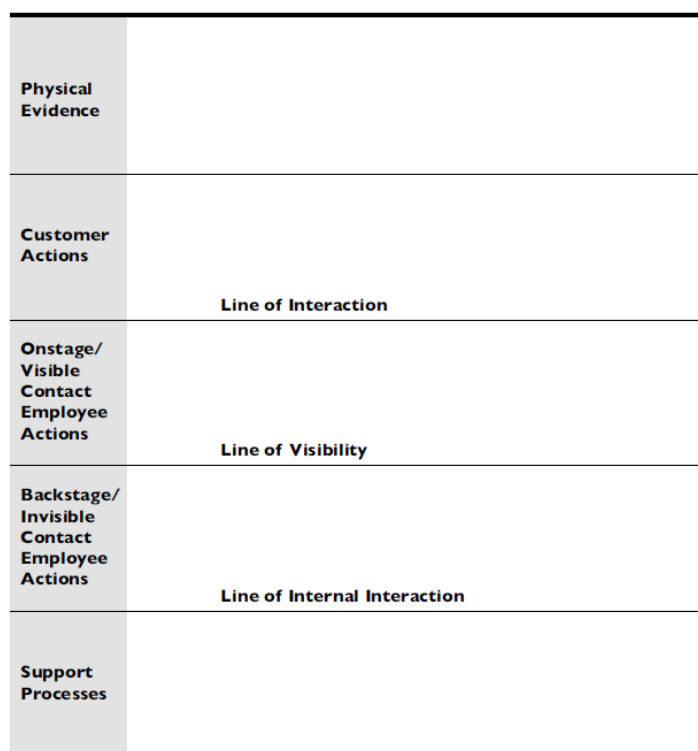 Physical
Evidence
Customer
Actions
Line of Interaction
Onstage/
Visible
Contact
Employee
Actions
Line of Visibility
Backstage/
Invisible
Contact
Employee
Actions
Line of Internal Interaction
Support
Processes